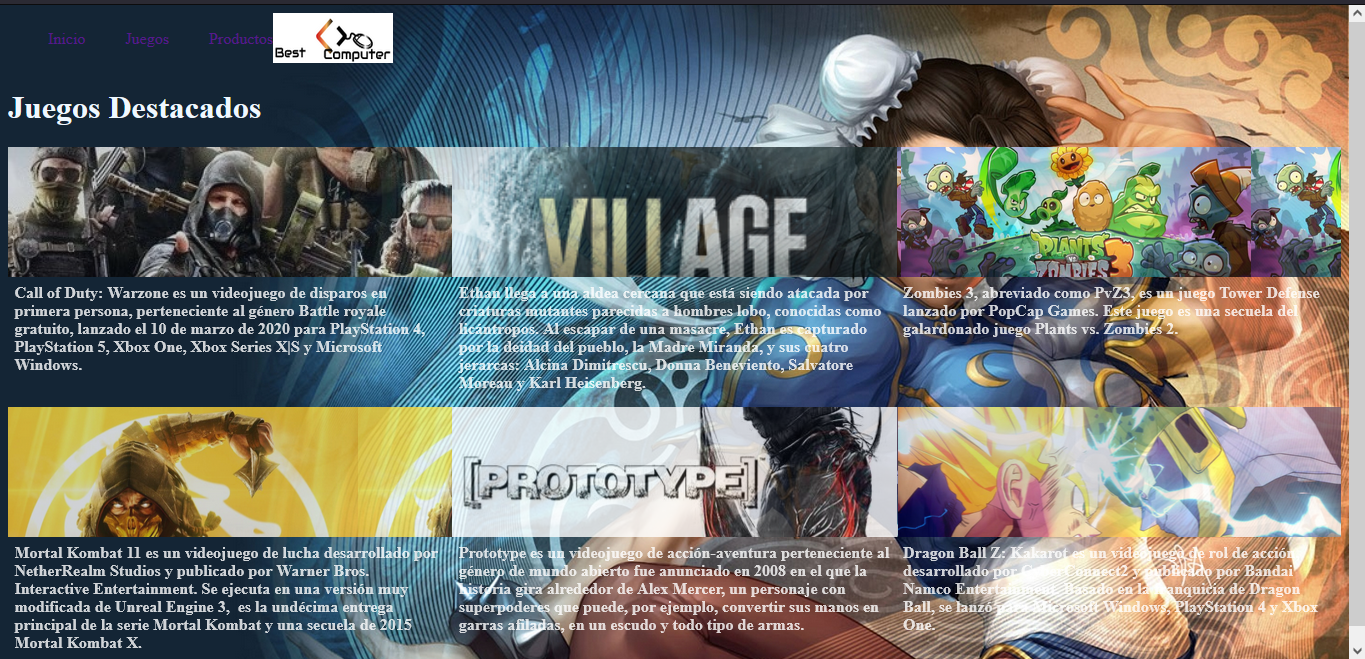 Inicio Juegos Productos
Best Computer
Juegos Destacados
VILLAGE
PLANTS
VS.
ZOMBIES 3
Call of Duty: Warzone es un videojuego de disparos en
primera persona, perteneciente al género Battle royale
gratuito, lanzado el 10 de marzo de 2020 para PlayStation 4,
PlayStation 5, Xbox One, Xbox Series X|S y Microsoft
Windows.
Ethan llega a una aldea cercana que está siendo atacada por
criaturas mutantes parecidas a hombres lobo, conocidas como
licántropos. Al escapar de una masacre, Ethan es capturado
por la deidad del pueblo, la Madre Miranda, y sus cuatro
jerarcas: Alcina Dimitrescu, Donna Beneviento, Salvatore
Moreau y Karl Heisenberg.
Zombies 3, abreviado como PvZ3, es un juego Tower Defense
lanzado por PopCap Games. Este juego es una secuela del
galardonado juego Plants vs. Zombies 2.
[PROTOTYPE]
Mortal Kombat 11 es un videojuego de lucha desarrollado por
NetherRealm Studios y publicado por Warner Bros.
Interactive Entertainment. Se ejecuta en una versión muy
modificada de Unreal Engine 3, es la undécima entrega
principal de la serie Mortal Kombat y una secuela de 2015
Mortal Kombat X.
Prototype es un videojuego de acción-aventura perteneciente al
género de mundo abierto fue anunciado en 2008 en el que la
historia gira alrededor de Alex Mercer, un personaje con
superpoderes que puede, por ejemplo, convertir sus manos en
garras afiladas, en un escudo y todo tipo de armas.
Dragon Ball Z: Kakarot es un videojuego de rol de acción
desarrollado por CyberConnect2 y publicado por Bandai
Namco Entertainment. Basado en la franquicia de Dragon
Ball, se lanzó para Microsoft Windows, PlayStation 4 y Xbox
One.